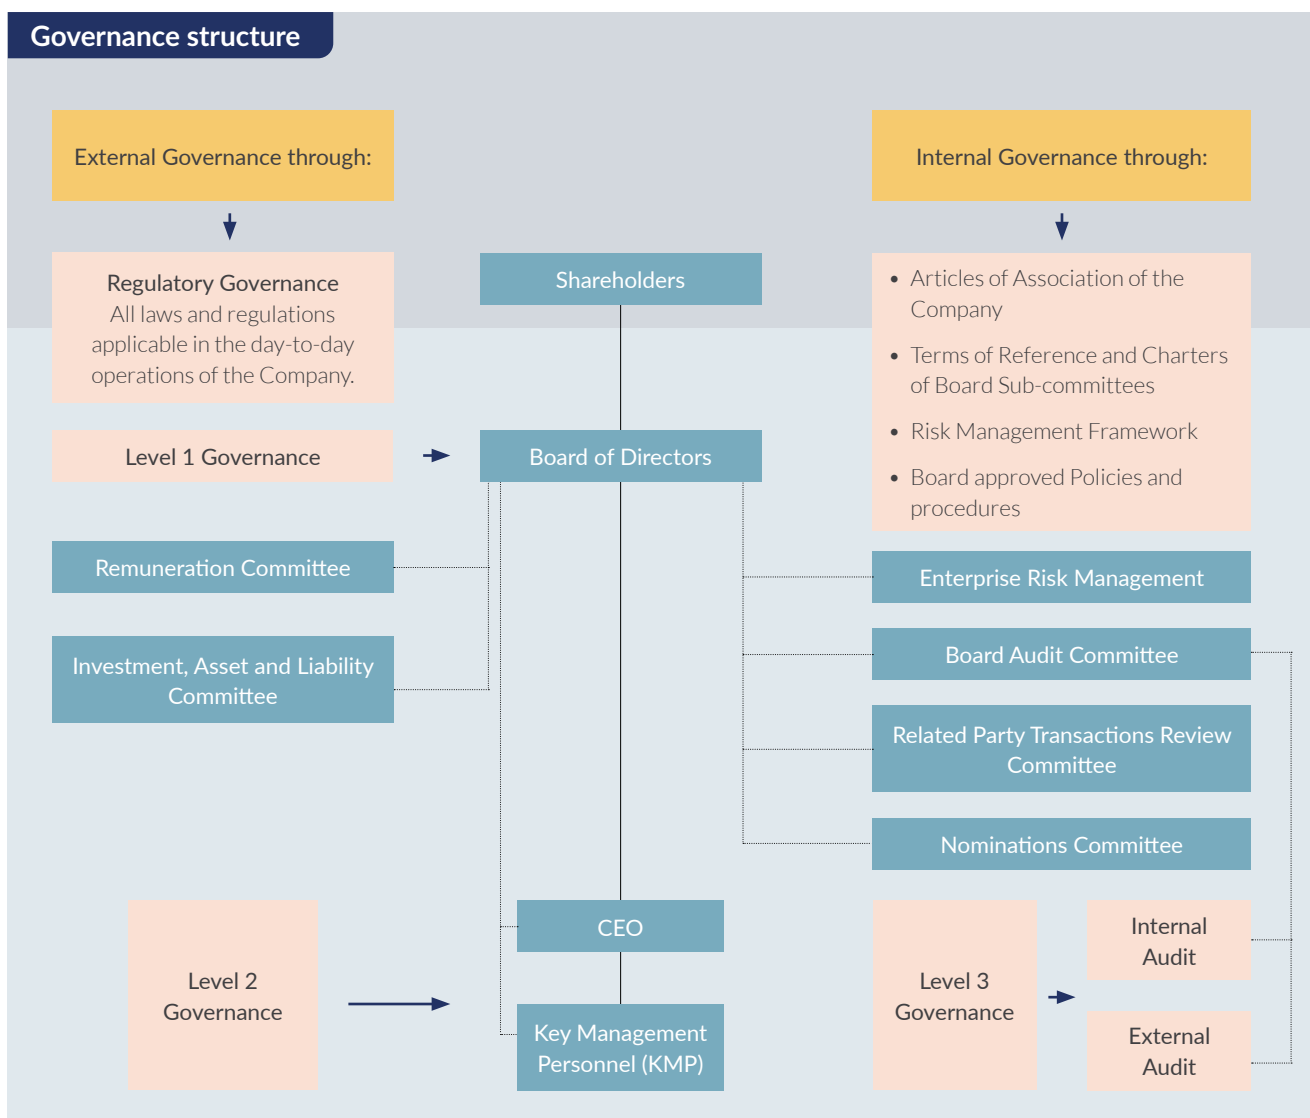 Governance structure
External Governance through:
Internal Governance through:
Regulatory Governance
All laws and regulations
applicable in the day-to-day
operations of the Company.
Shareholders
• Articles of Association of the
Company
• Terms of Reference and Charters
of Board Sub-committees
• Risk Management Framework
• Board approved Policies and
procedures
Level 1 Governance
Board of Directors
Remuneration Committee
Investment, Asset and Liability
Committee
Enterprise Risk Management
Board Audit Committee
Related Party Transactions Review
Committee
Nominations Committee
Level 2
Governance
CEO
Key Management
Personnel (KMP)
Level 3
Governance
Internal
Audit
External
Audit